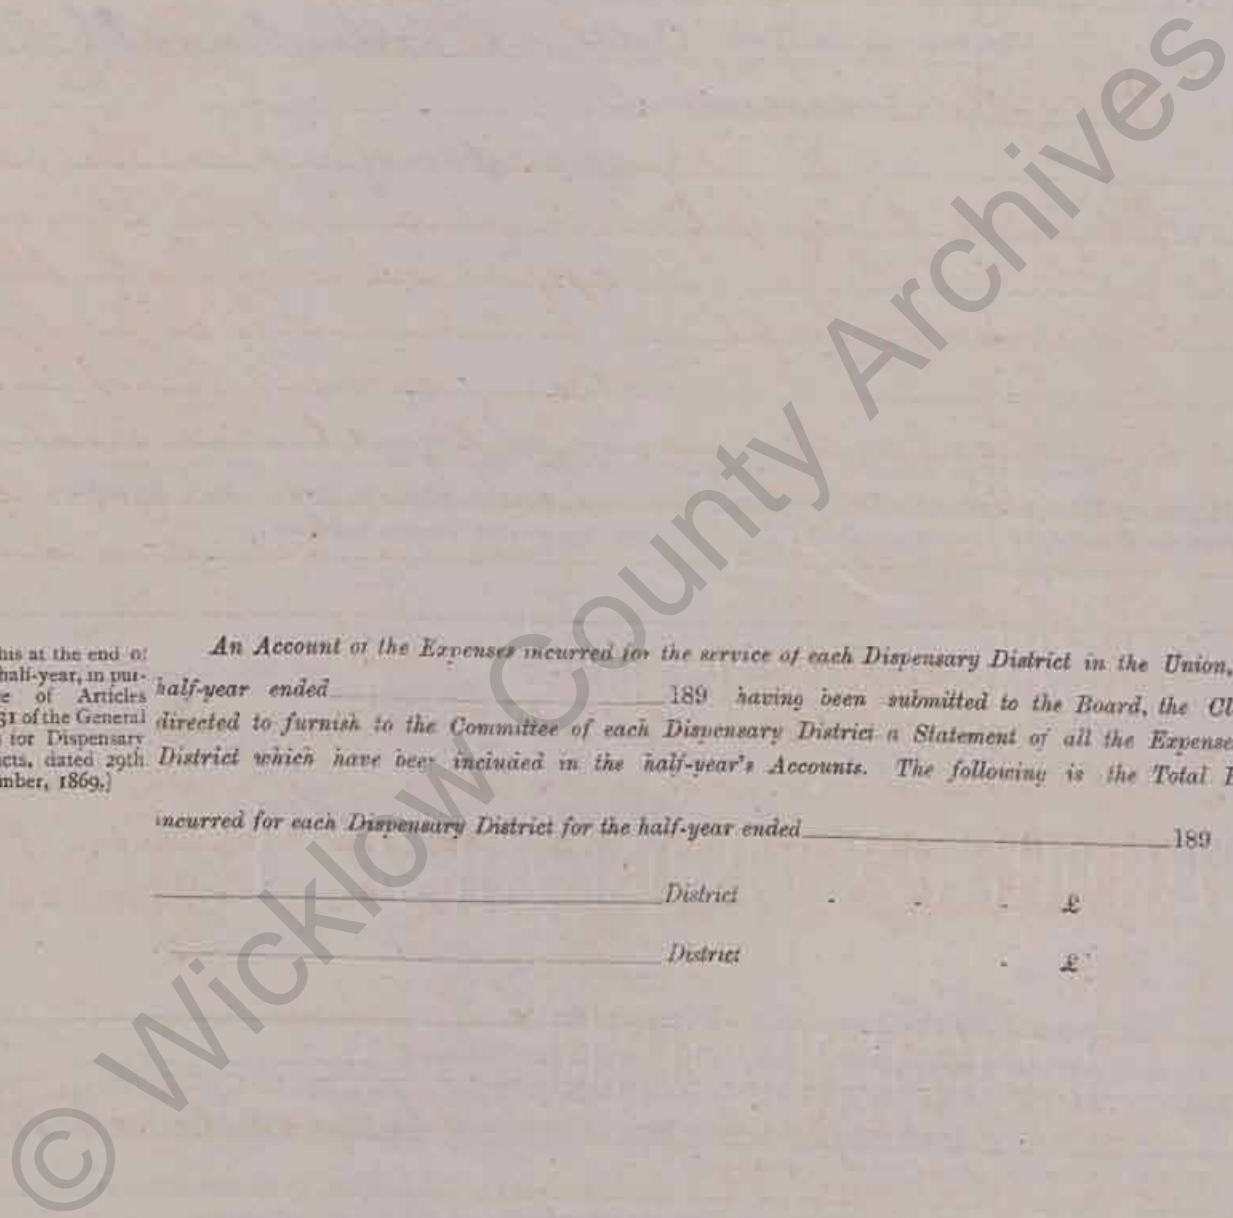 his at the end of
half-year, in pur-
e of Articles
31 of the General
for Dispensary
cts, dated 29th
mber, 1869.]
An Account of the Expenses incurred for the service of each Dispensary District in the Union,
half-year ended 189 having been submitted to the Board, the Cl
directed to furnish to the Committee of each Dispensary District a Statement of all the Expense
District which have been included in the half-year's Accounts. The following is the Total E
incurred for each Dispensary District for the half-year ended 189
District - - - £
District - £
© Wicklow County Archives